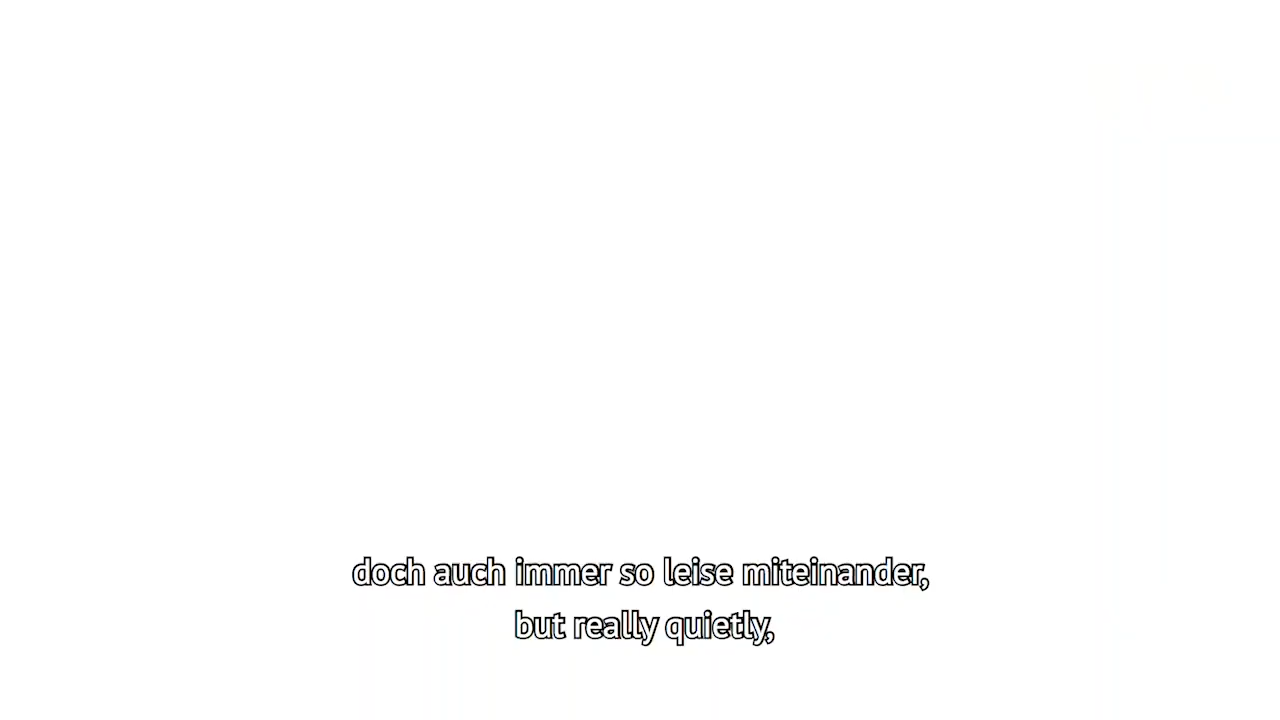 doch auch immer so leise miteinander,
but really quietly,